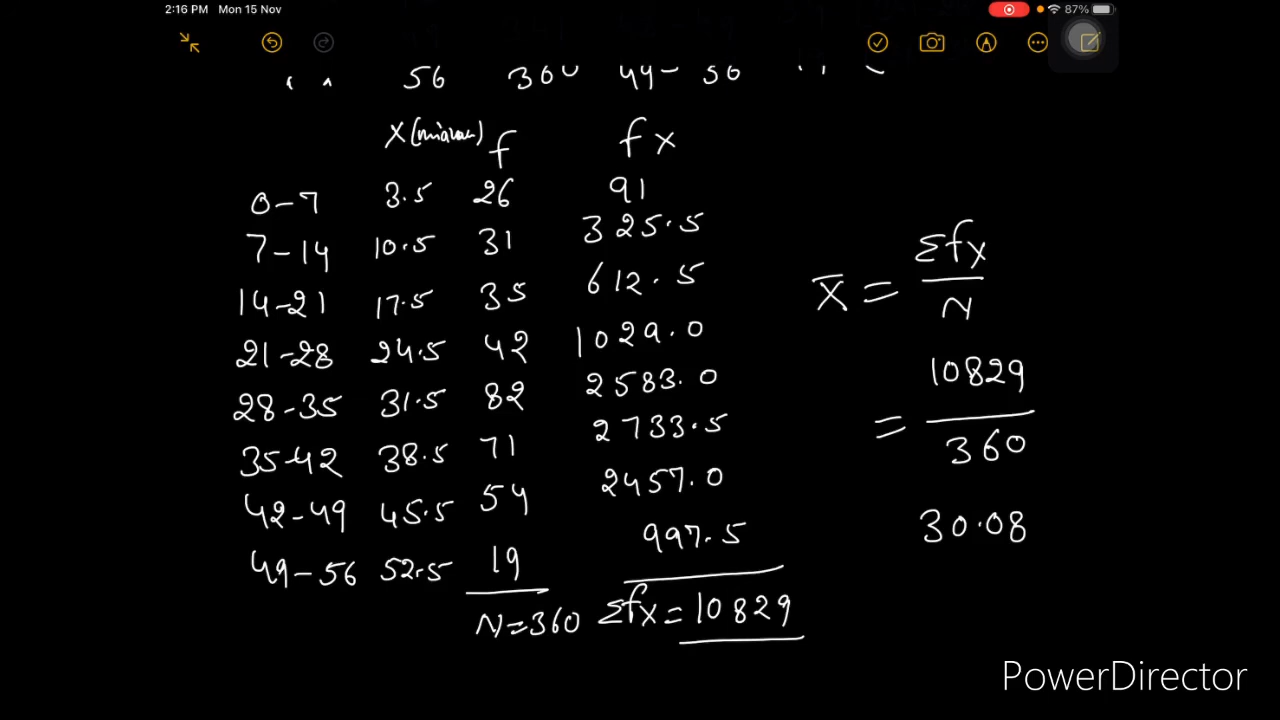 2:16 PM Mon 15 Nov 87%
56 360 44- 56
x f fx
0-7 3.5 26 91
7-14 10.5 31 325.5
14-21 17.5 35 612.5
21-28 24.5 42 1029.0
28-35 31.5 82 2583.0
35-42 38.5 71 2733.5
42-49 45.5 54 2457.0
49-56 52.5 19 997.5
N=360 Σfx= 10829
x̄ = Σfx
N
= 10829
360
30.08
PowerDirector